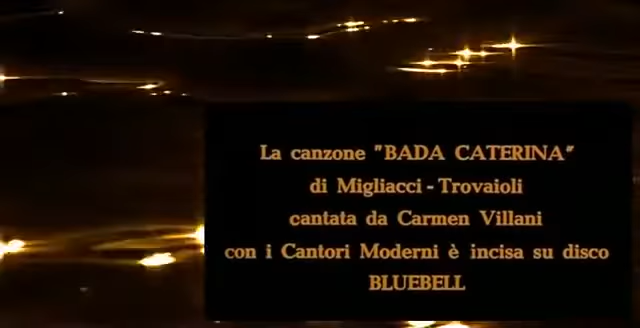 La canzone "BADA CATERINA"
di Migliacci - Trovaioli
cantata da Carmen Villani
con i Cantori Moderni è incisa su disco
BLUEBELL